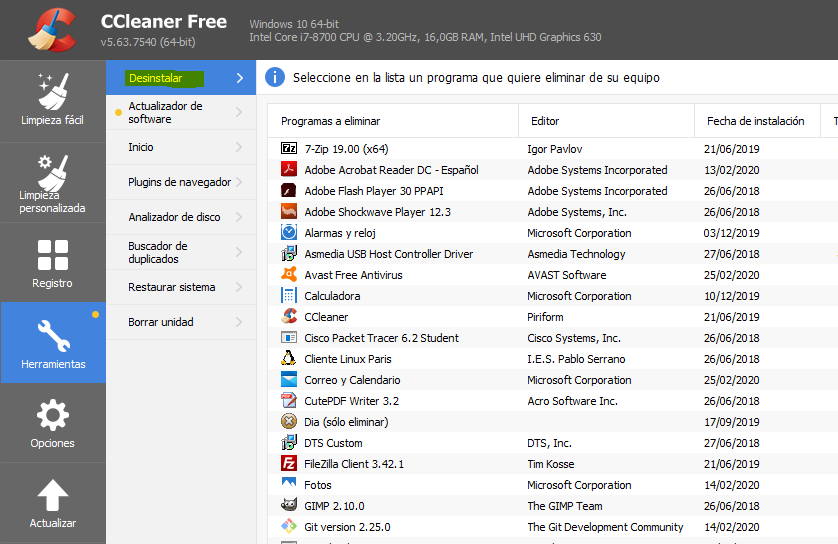 CCleaner Free
v5.63.7540 (64-bit)
Windows 10 64-bit
Intel Core i7-8700 CPU @ 3.20GHz, 16,0GB RAM, Intel UHD Graphics 630
Limpieza fácil
Limpieza
personalizada
Registro
Herramientas
Opciones
Actualizar
Desinstalar
Actualizador de
software
Inicio
Plugins de navegador
Analizador de disco
Buscador de
duplicados
Restaurar sistema
Borrar unidad
Seleccione en la lista un programa que quiere eliminar de su equipo
Programas a eliminar Editor Fecha de instalación T
7-Zip 19.00 (x64) Igor Pavlov 21/06/2019
Adobe Acrobat Reader DC - Español Adobe Systems Incorporated 13/02/2020
Adobe Flash Player 30 PPAPI Adobe Systems Incorporated 26/06/2018
Adobe Shockwave Player 12.3 Adobe Systems, Inc. 26/06/2018
Alarmas y reloj Microsoft Corporation 03/12/2019
Asmedia USB Host Controller Driver Asmedia Technology 27/06/2018
Avast Free Antivirus AVAST Software 25/02/2020
Calculadora Microsoft Corporation 10/12/2019
CCleaner Piriform 21/06/2019
Cisco Packet Tracer 6.2 Student Cisco Systems, Inc. 26/06/2018
Cliente Linux Paris I.E.S. Pablo Serrano 26/06/2018
Correo y Calendario Microsoft Corporation 25/02/2020
CutePDF Writer 3.2 Acro Software Inc. 26/06/2018
Dia (sólo eliminar) 17/09/2019
DTS Custom DTS, Inc. 27/06/2018
FileZilla Client 3.42.1 Tim Kosse 21/06/2019
Fotos Microsoft Corporation 14/02/2020
GIMP 2.10.0 The GIMP Team 26/06/2018
Git version 2.25.0 The Git Development Community 14/02/2020